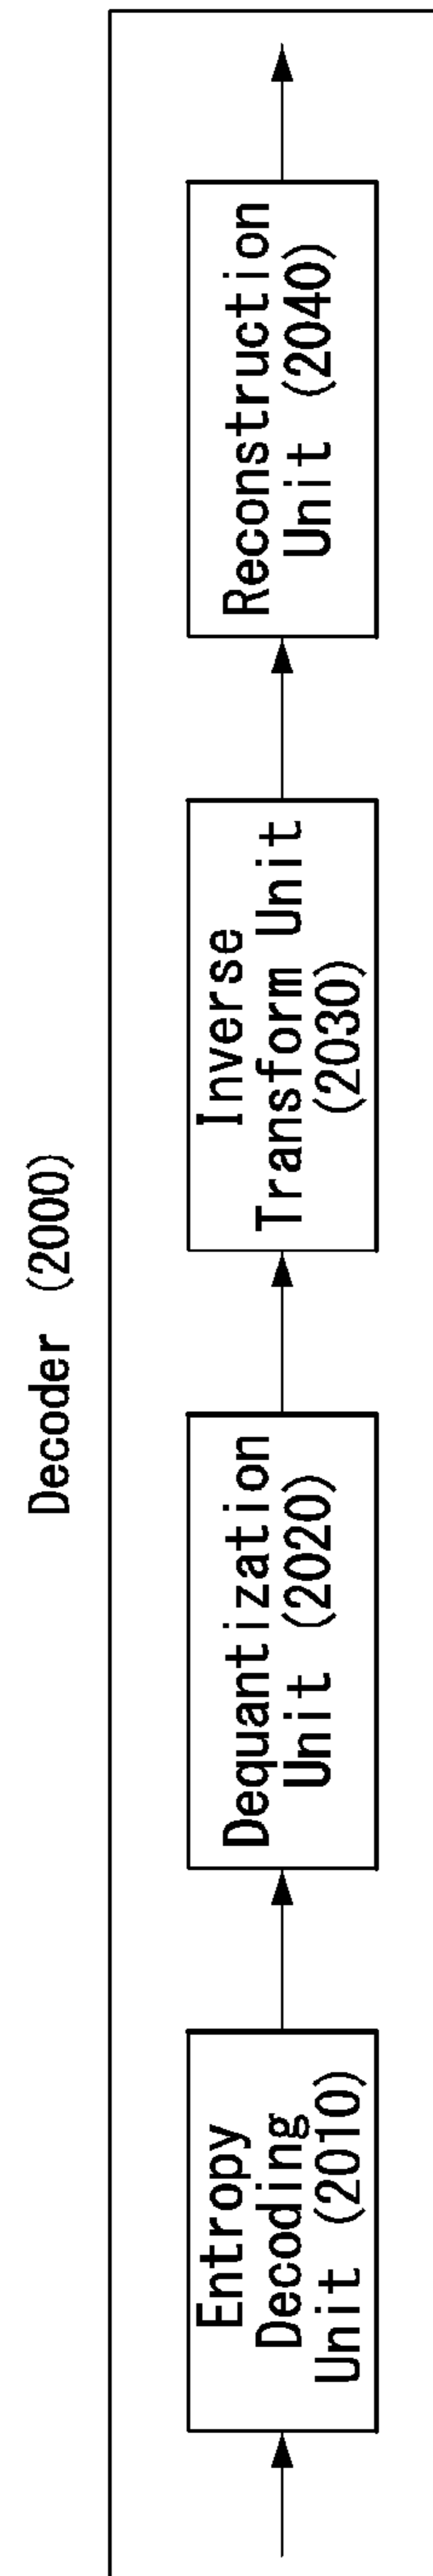 Decoder (2000)
Entropy
Decoding
Unit (2010)
Dequantization
Unit (2020)
Inverse
Transform Unit
(2030)
Reconstruction
Unit (2040)